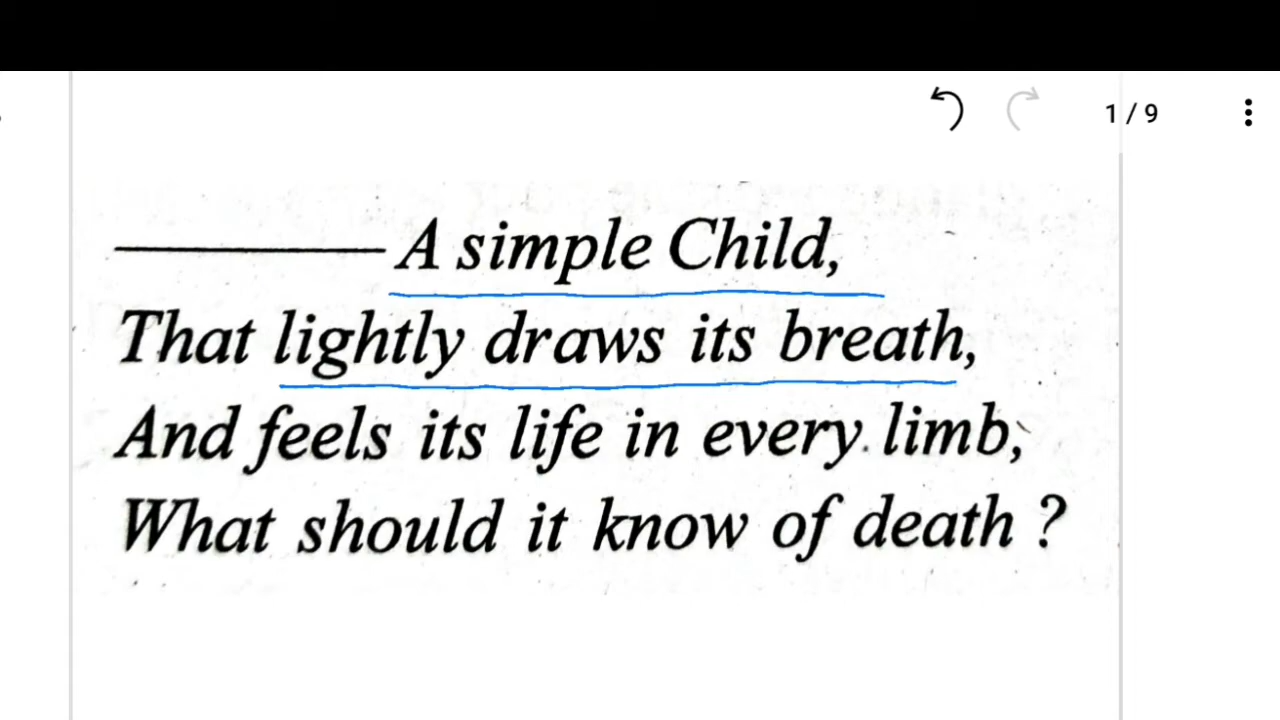 1/9
————A simple Child,
That lightly draws its breath,
And feels its life in every limb,
What should it know of death ?